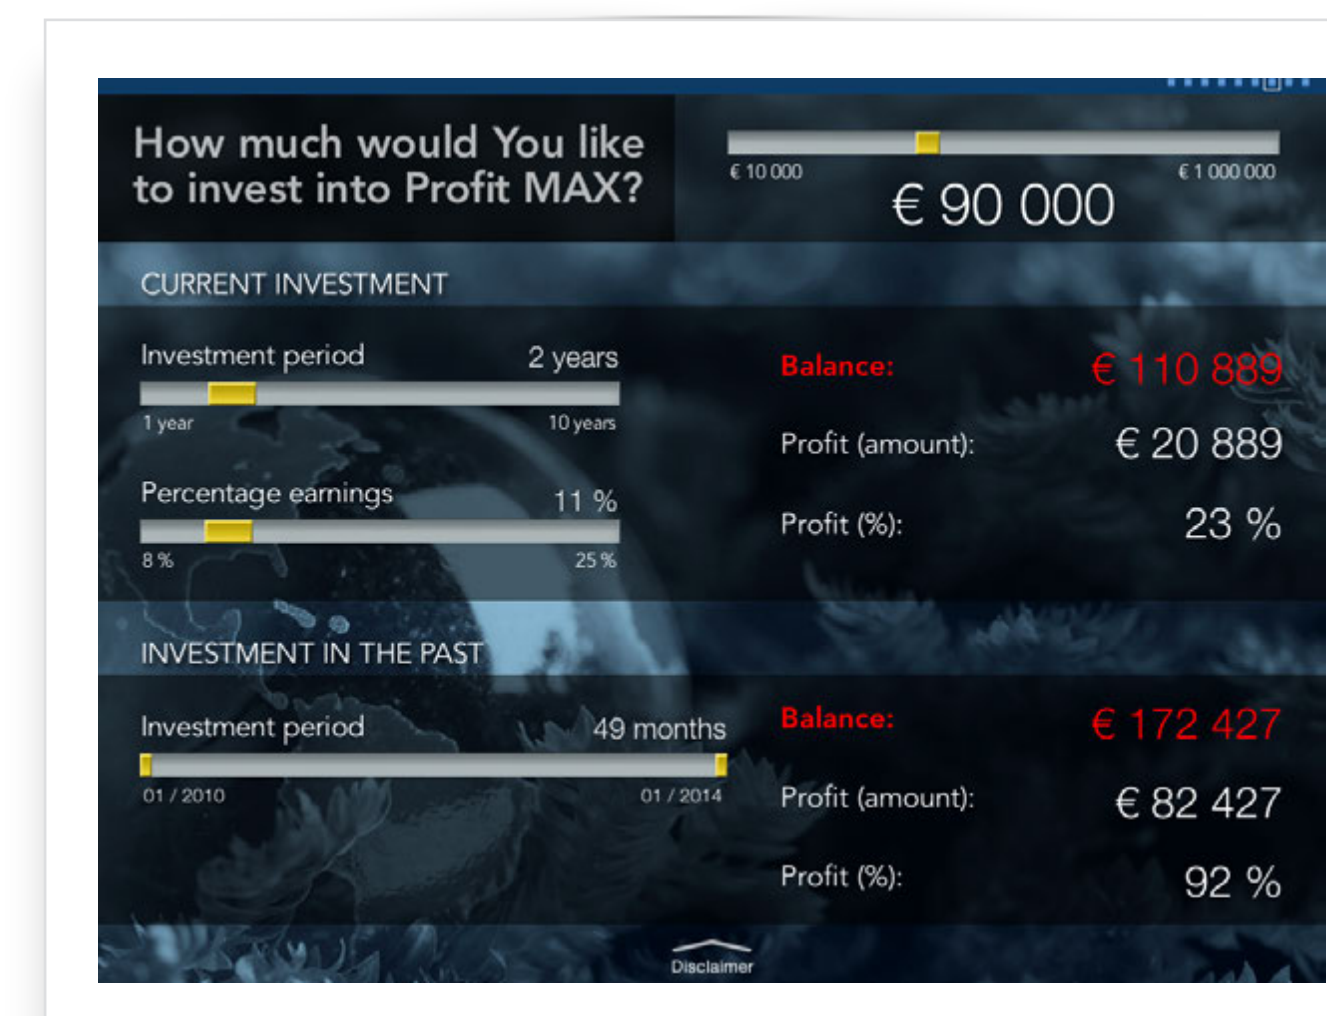 How much would You like
to invest into Profit MAX?
€ 10 000
€ 1 000 000
€ 90 000
CURRENT INVESTMENT
Investment period
2 years
1 year
10 years
Percentage earnings
11 %
8 %
25 %
Balance:
€ 110 889
Profit (amount):
€ 20 889
Profit (%):
23 %
INVESTMENT IN THE PAST
Investment period
49 months
01 / 2010
01 / 2014
Balance:
€ 172 427
Profit (amount):
€ 82 427
Profit (%):
92 %
Disclaimer